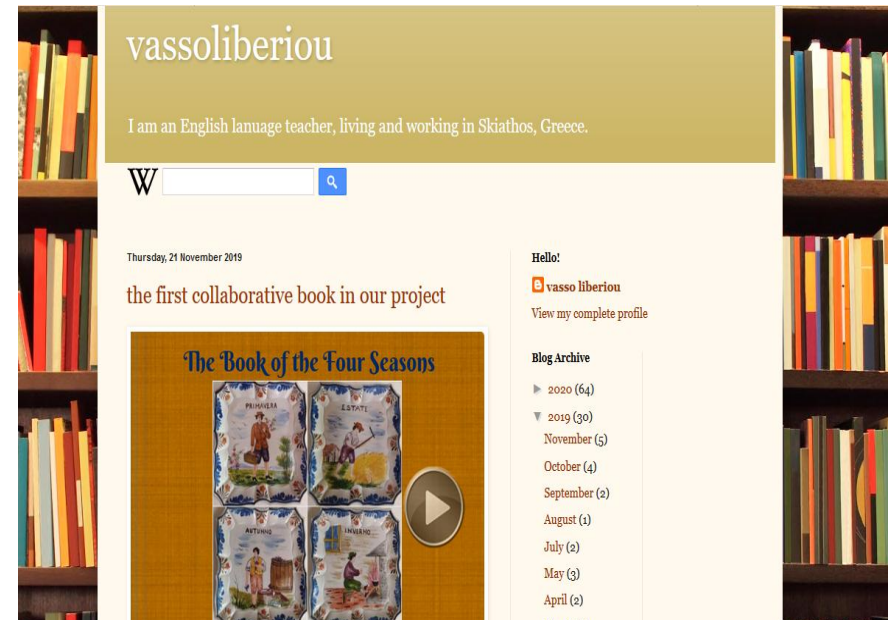 vassoliberiou
I am an English lanuage teacher, living and working in Skiathos, Greece.
W
Thursday, 21 November 2019
the first collaborative book in our project
The Book of the Four Seasons
PRIMAVERA
ESTATE
AUTUNNO
INVERNO
Hello!
vasso liberiou
View my complete profile
Blog Archive
► 2020 (64)
▼ 2019 (30)
November (5)
October (4)
September (2)
August (1)
July (2)
May (3)
April (2)